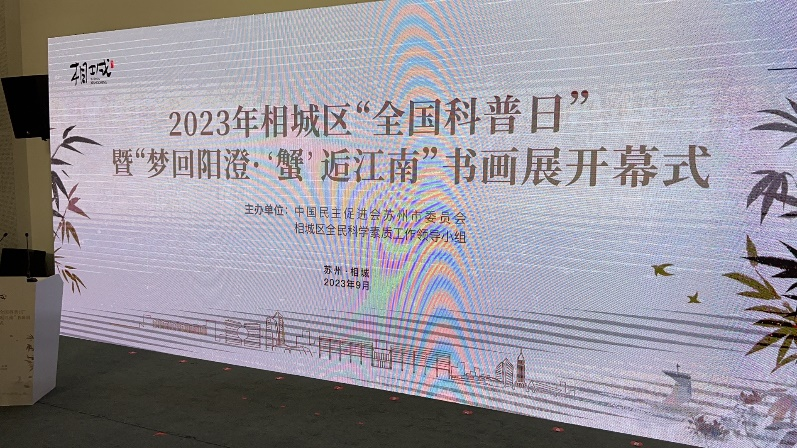 2023年相城区“全国科普日”
暨“梦回阳澄·‘蟹’逅江南”书画展开幕式
主办单位：中国民主促进会苏州市委员会
相城区全民科学素质工作领导小组
苏州·相城
2023年9月